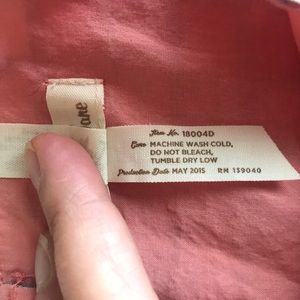 ane
Item No. 18004D
Care MACHINE WASH COLD,
DO NOT BLEACH,
TUMBLE DRY LOW
Production Date MAY 2015 RN 139040